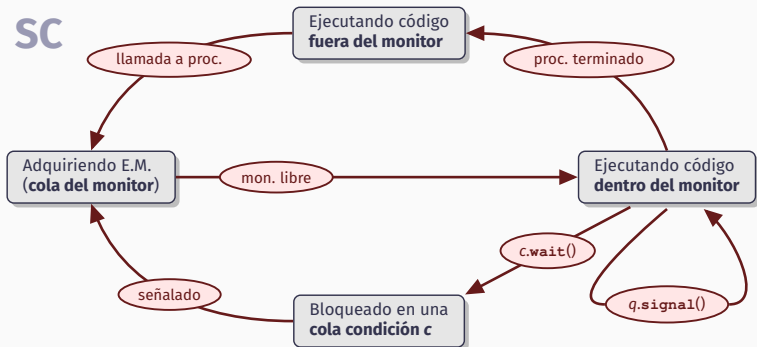 SC
Ejecutando código
fuera del monitor
llamada a proc.
proc. terminado
Adquiriendo E.M.
(cola del monitor)
mon. libre
Ejecutando código
dentro del monitor
c.wait()
señalado
q.signal()
Bloqueado en una
cola condición c